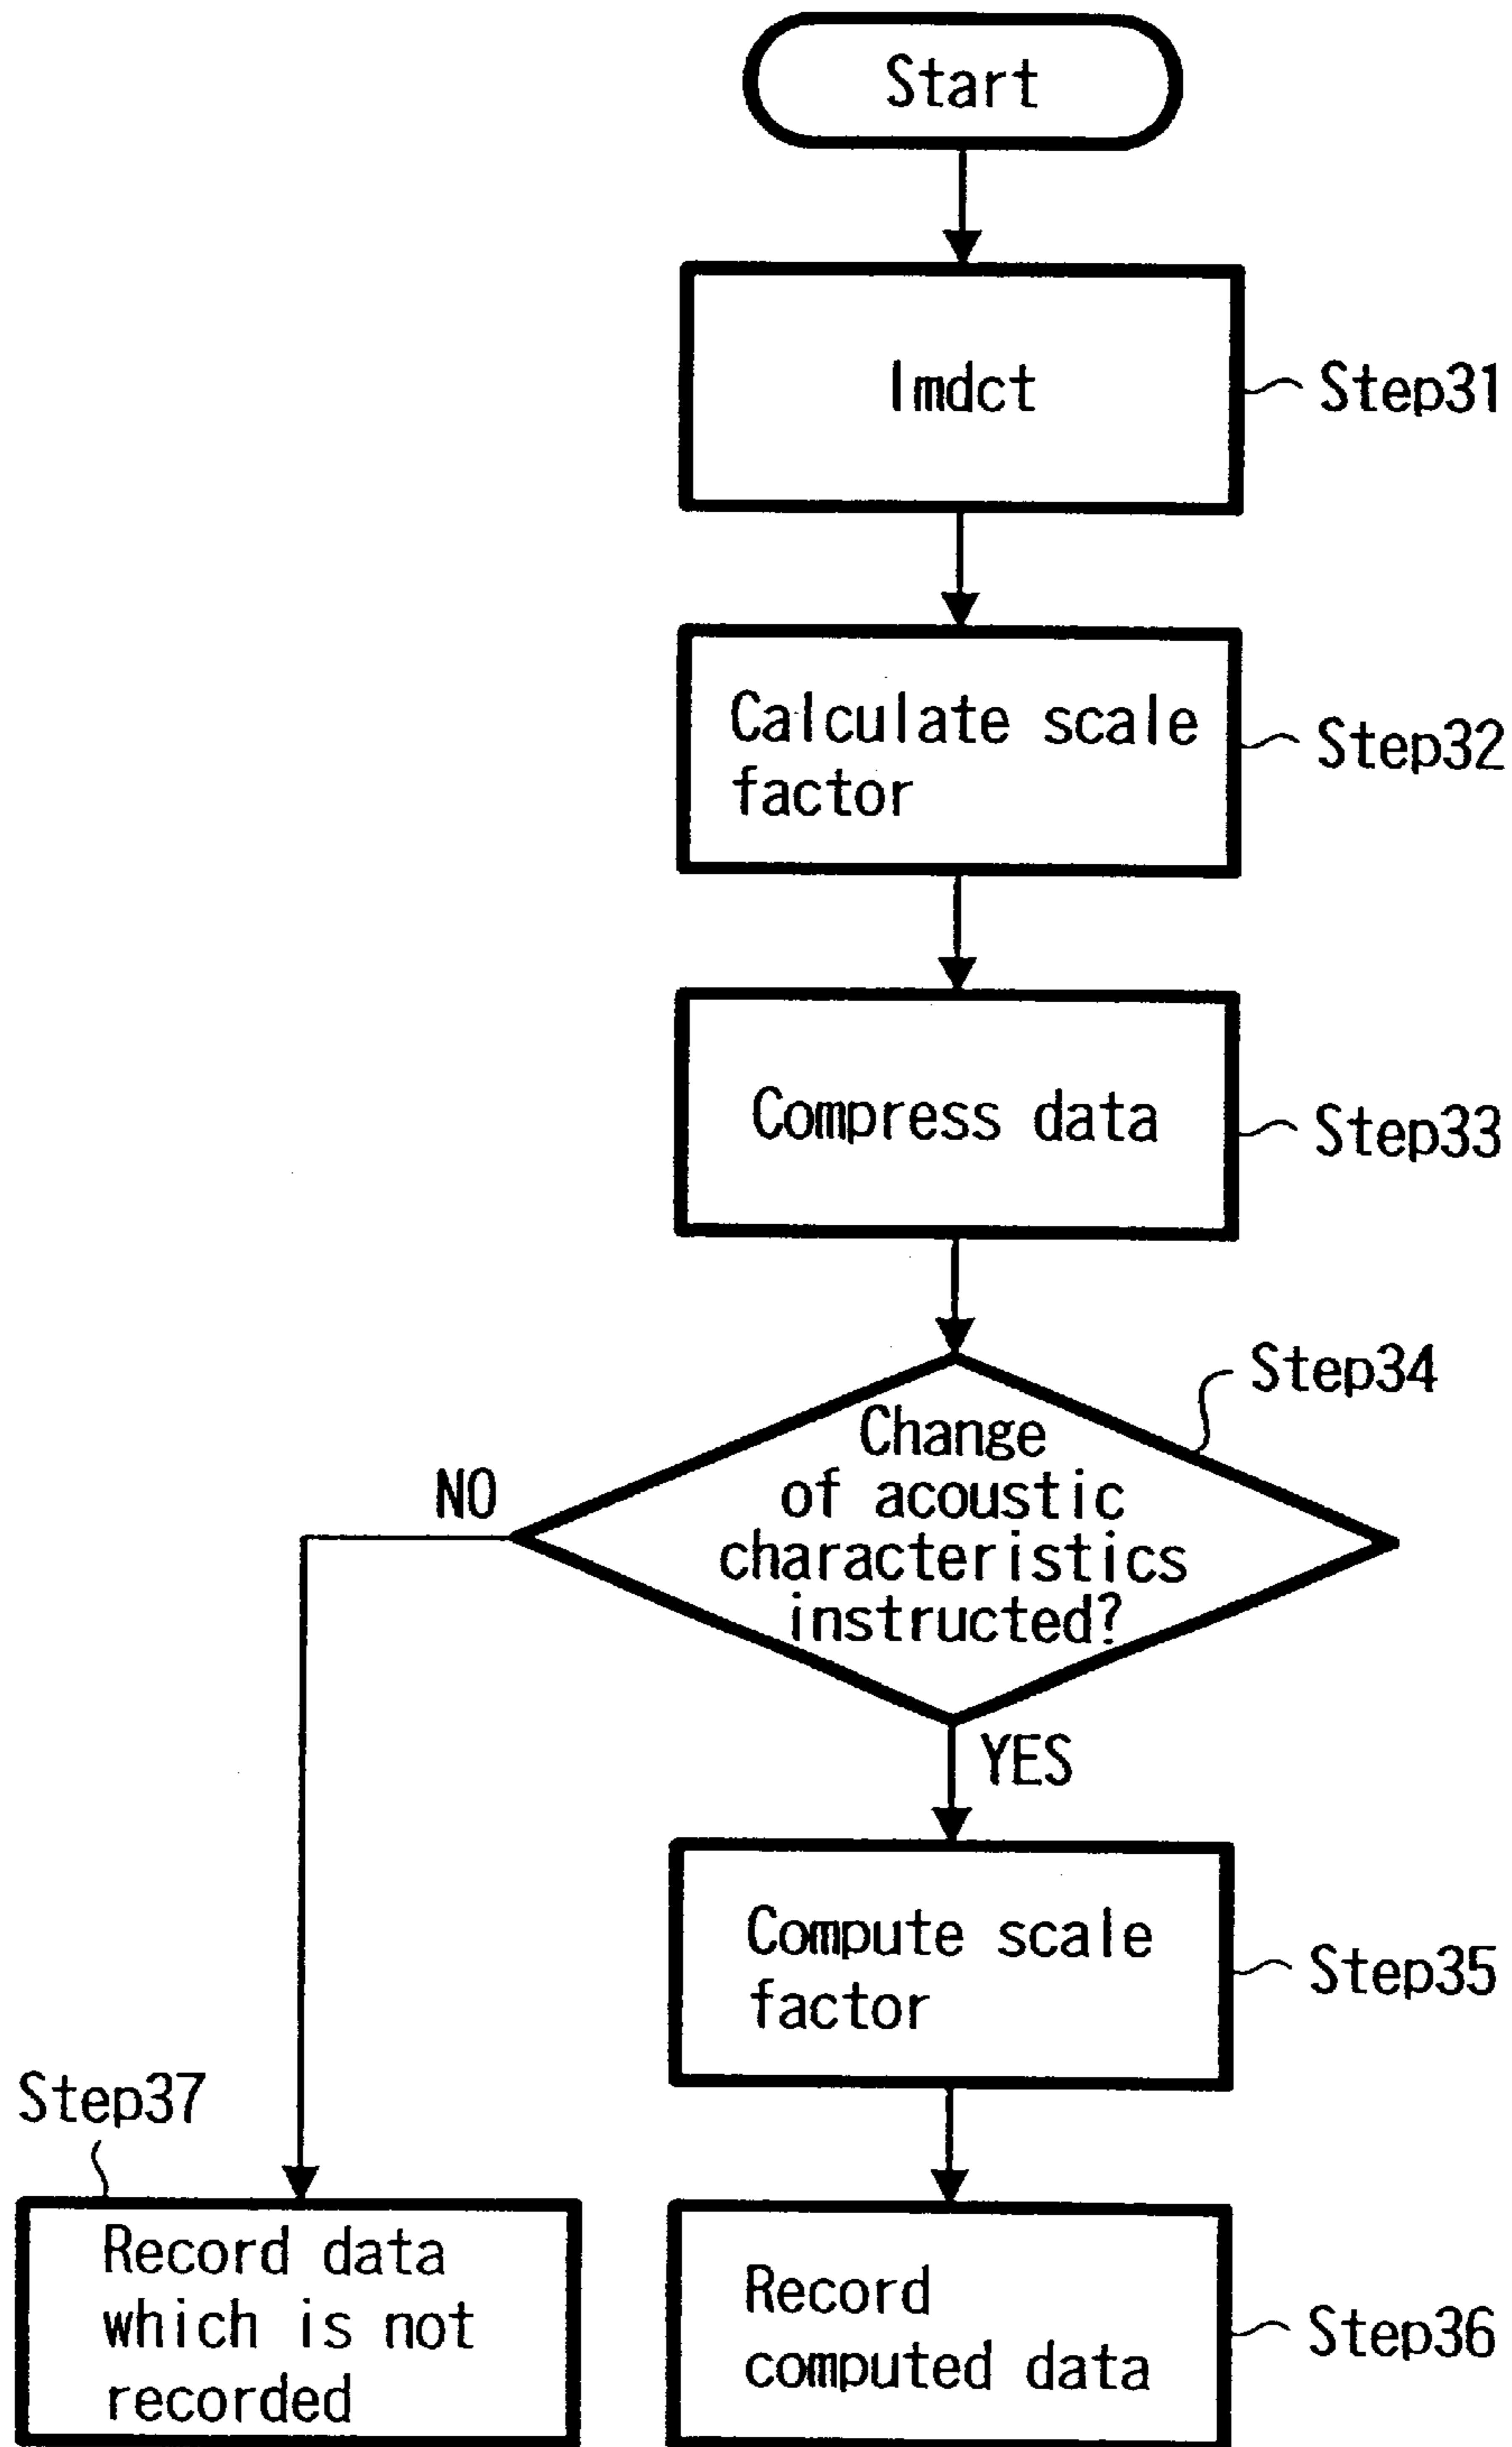 Start
Imdct
Step31
Calculate scale
factor
Step32
Compress data
Step33
Step34
Change
of acoustic
characteristics
instructed?
NO
YES
Compute scale
factor
Step35
Step37
Record data
which is not
recorded
Record
computed data
Step36